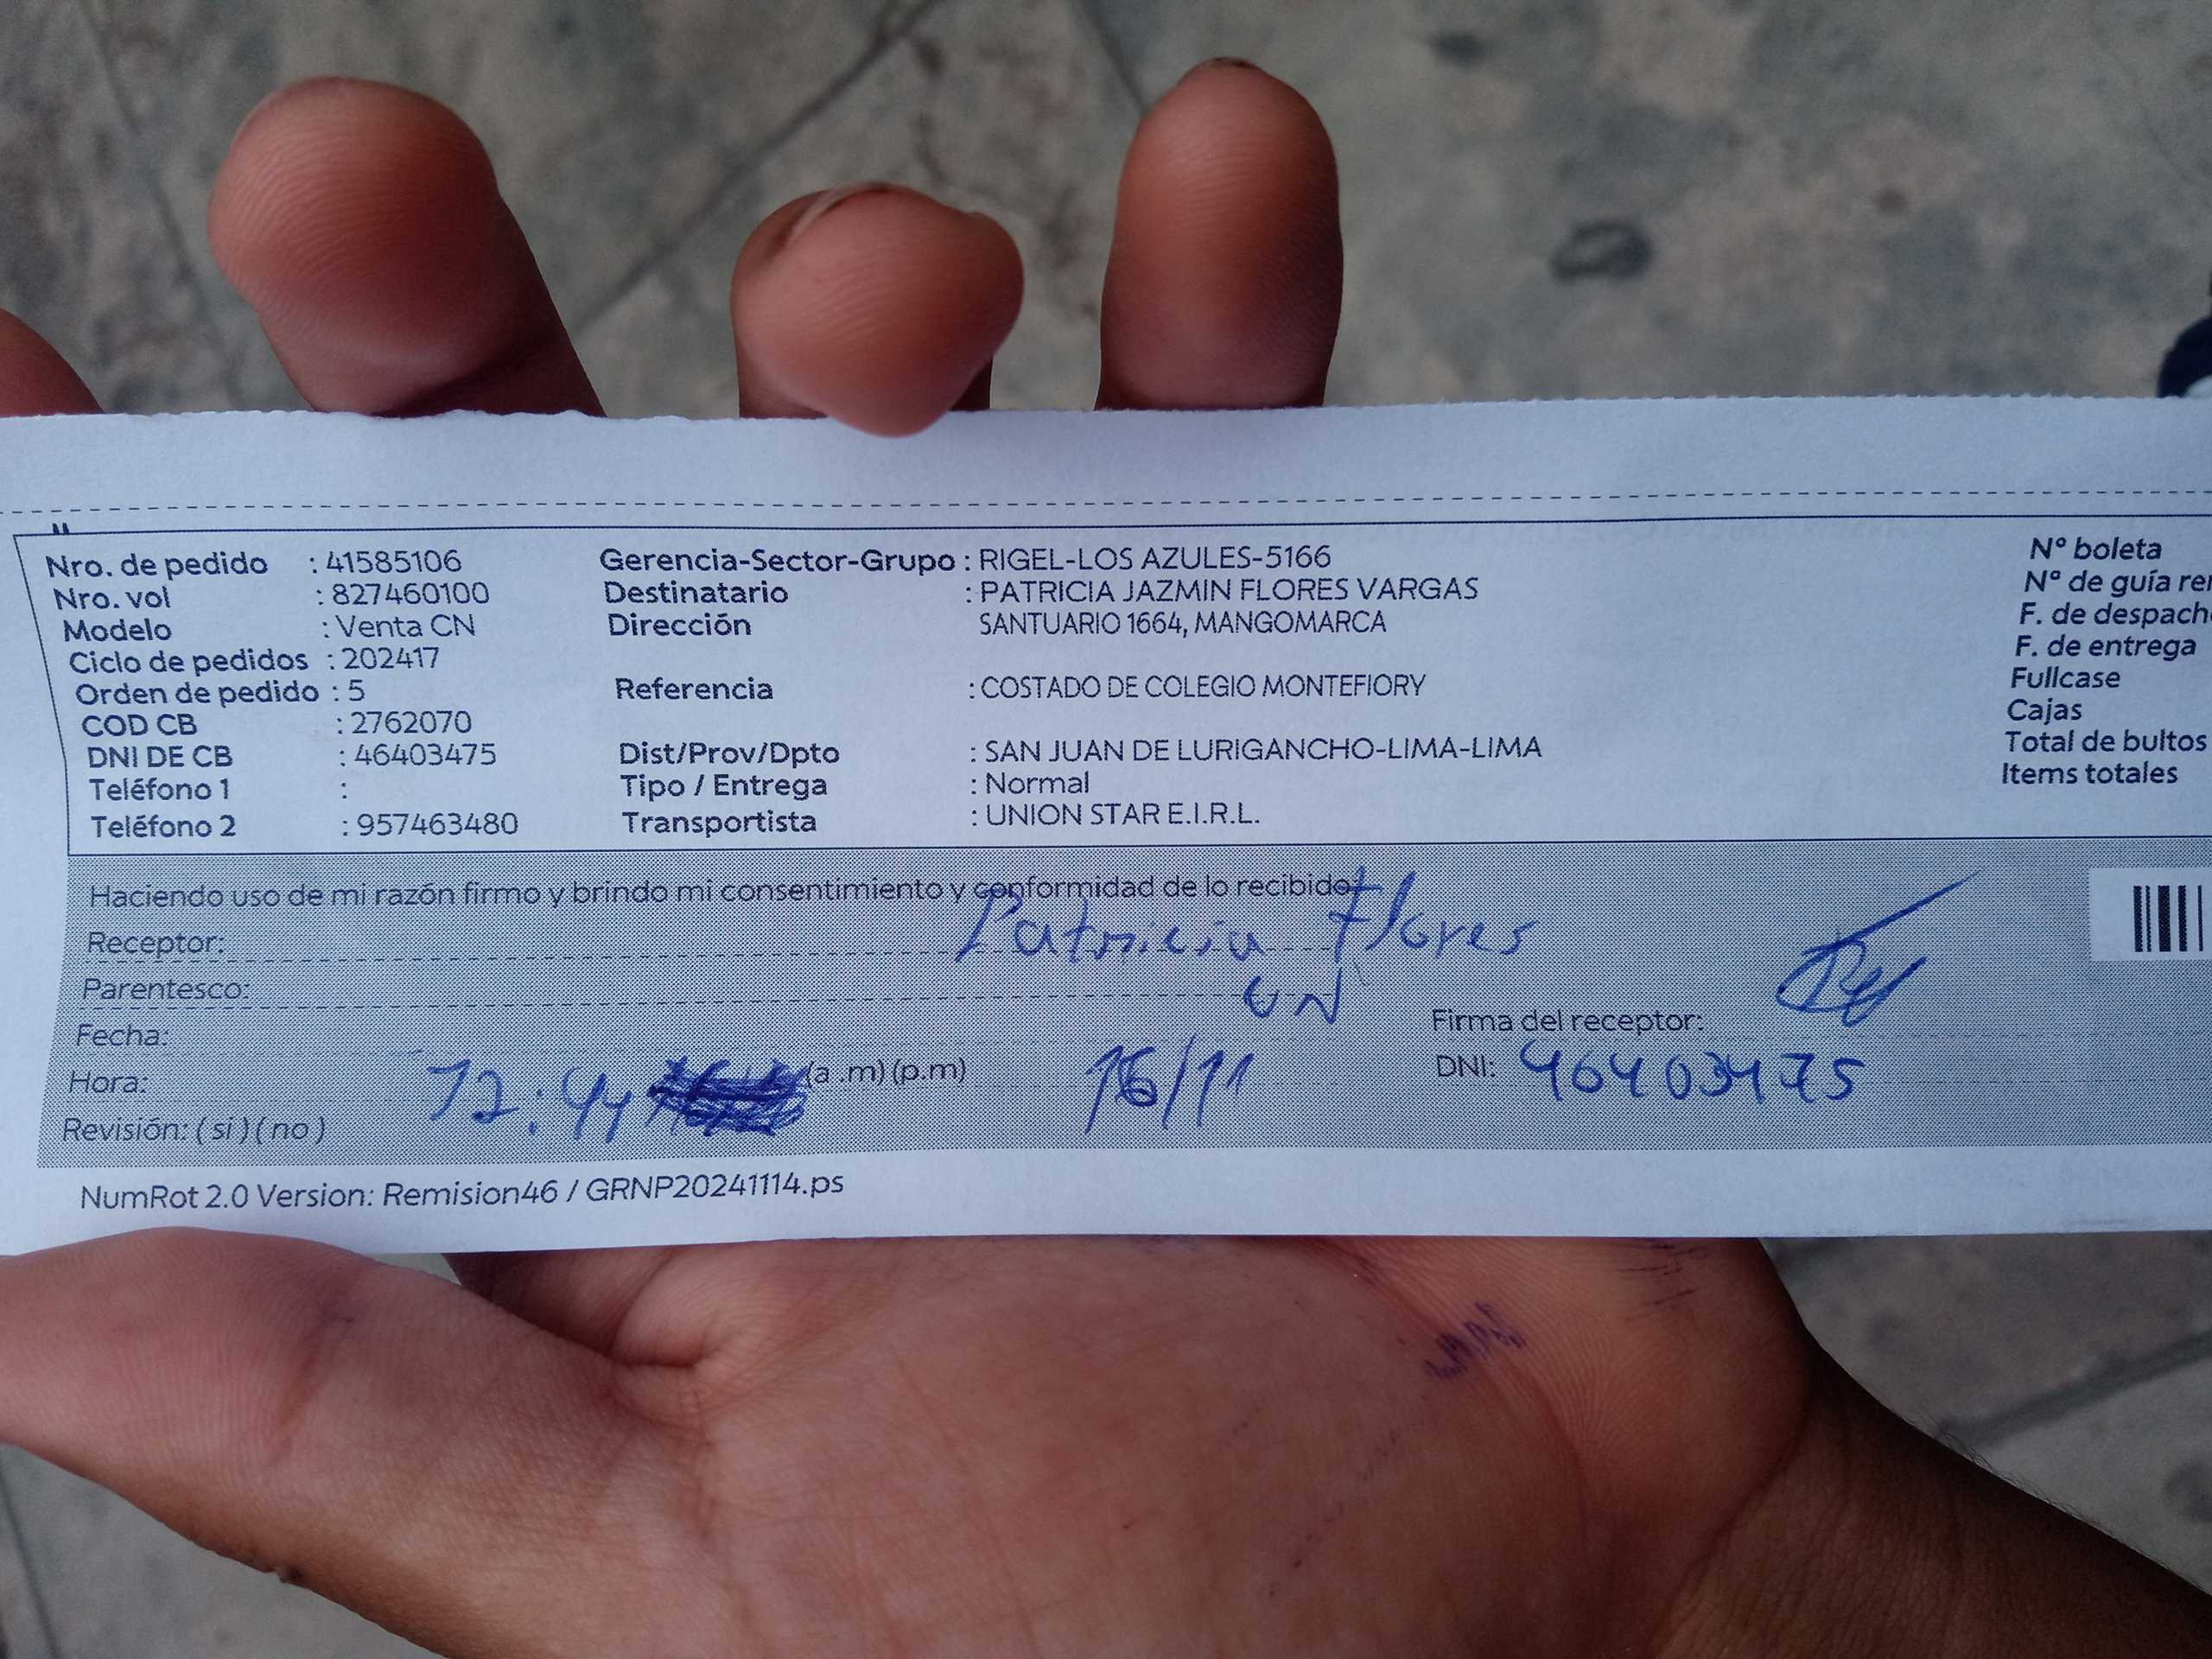 Nro. de pedido : 41585106 Gerencia-Sector-Grupo : RIGEL-LOS AZULES-5166 N° boleta
Nro. vol : 827460100 Destinatario : PATRICIA JAZMIN FLORES VARGAS N° de guía
Modelo : Venta CN Dirección SANTUARIO 1664, MANGOMARCA F. de despach
Ciclo de pedidos : 202417 F. de entrega
Orden de pedido : 5 Referencia : COSTADO DE COLEGIO MONTEFIORY Fullcase
COD CB : 2762070 Cajas
DNI DE CB : 46403475 Dist/Prov/Dpto : SAN JUAN DE LURIGANCHO-LIMA-LIMA Total de bultos
Teléfono 1 : Tipo / Entrega : Normal Items totales
Teléfono 2 : 957463480 Transportista : UNION STAR E.I.R.L.
Haciendo uso de mi razón firmo y brindo mi consentimiento y conformidad de lo recibido:
Receptor: Patricia Flores
Parentesco: CN
Fecha: Firma del receptor:
Hora: 12:44 (a .m) (p.m) 16/11 DNI: 46403475
Revisión: ( si ) ( no )
NumRot 2.0 Version: Remision46 / GRNP20241114.ps